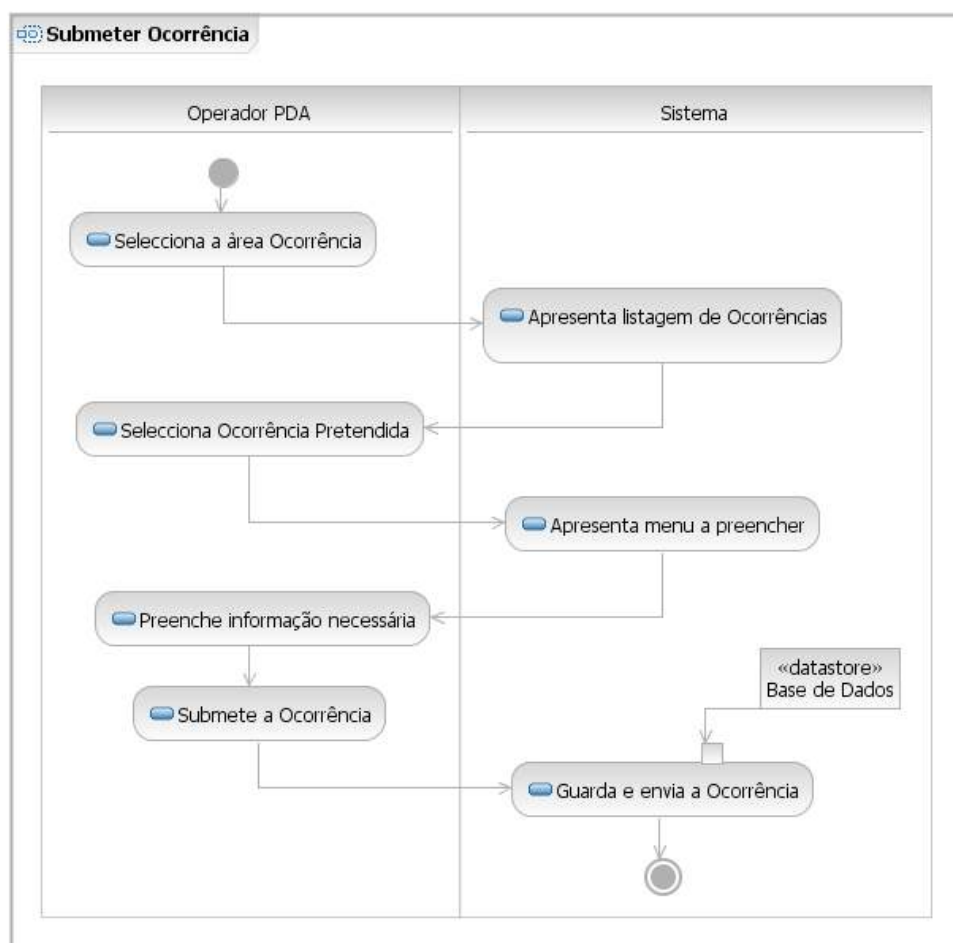 Submeter Ocorrência
Operador PDA
Sistema
Selecciona a àrea Ocorrência
Apresenta listagem de Ocorrências
Selecciona Ocorrência Pretendida
Apresenta menu a preencher
Preenche informação necessária
«datastore»
Base de Dados
Submete a Ocorrência
Guarda e envia a Ocorrência